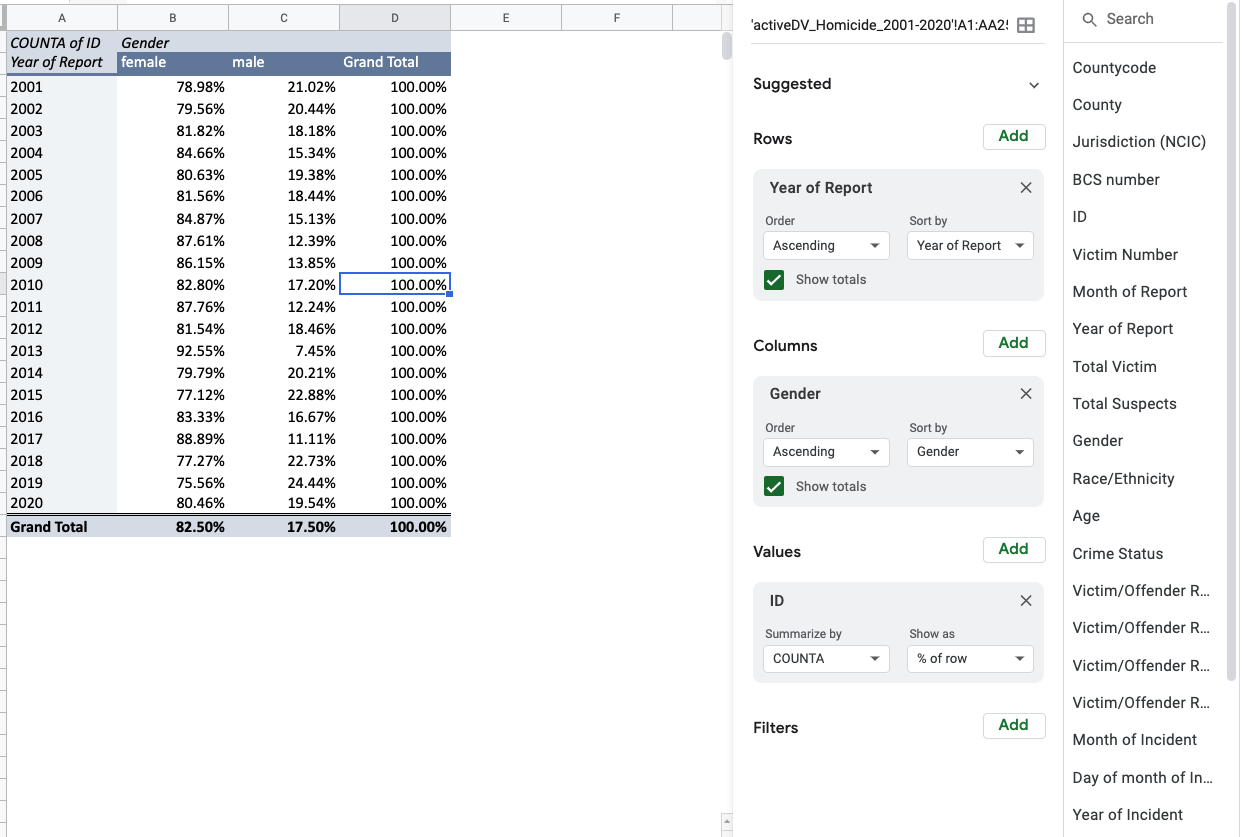 A B C D E F
COUNTA of ID Gender
Year of Report female male Grand Total
2001 78.98% 21.02% 100.00%
2002 79.56% 20.44% 100.00%
2003 81.82% 18.18% 100.00%
2004 84.66% 15.34% 100.00%
2005 80.63% 19.38% 100.00%
2006 81.56% 18.44% 100.00%
2007 84.87% 15.13% 100.00%
2008 87.61% 12.39% 100.00%
2009 86.15% 13.85% 100.00%
2010 82.80% 17.20% 100.00%
2011 87.76% 12.24% 100.00%
2012 81.54% 18.46% 100.00%
2013 92.55% 7.45% 100.00%
2014 79.79% 20.21% 100.00%
2015 77.12% 22.88% 100.00%
2016 83.33% 16.67% 100.00%
2017 88.89% 11.11% 100.00%
2018 77.27% 22.73% 100.00%
2019 75.56% 24.44% 100.00%
2020 80.46% 19.54% 100.00%
Grand Total 82.50% 17.50% 100.00%
'activeDV_Homicide_2001-2020'!A1:AA25
Suggested
Rows Add
Year of Report
Order Sort by
Ascending Year of Report
Show totals
Columns Add
Gender
Order Sort by
Ascending Gender
Show totals
Values Add
ID
Summarize by Show as
COUNTA % of row
Filters Add
Search
Countycode
County
Jurisdiction (NCIC)
BCS number
ID
Victim Number
Month of Report
Year of Report
Total Victim
Total Suspects
Gender
Race/Ethnicity
Age
Crime Status
Victim/Offender R...
Victim/Offender R...
Victim/Offender R...
Victim/Offender R...
Month of Incident
Day of month of In...
Year of Incident